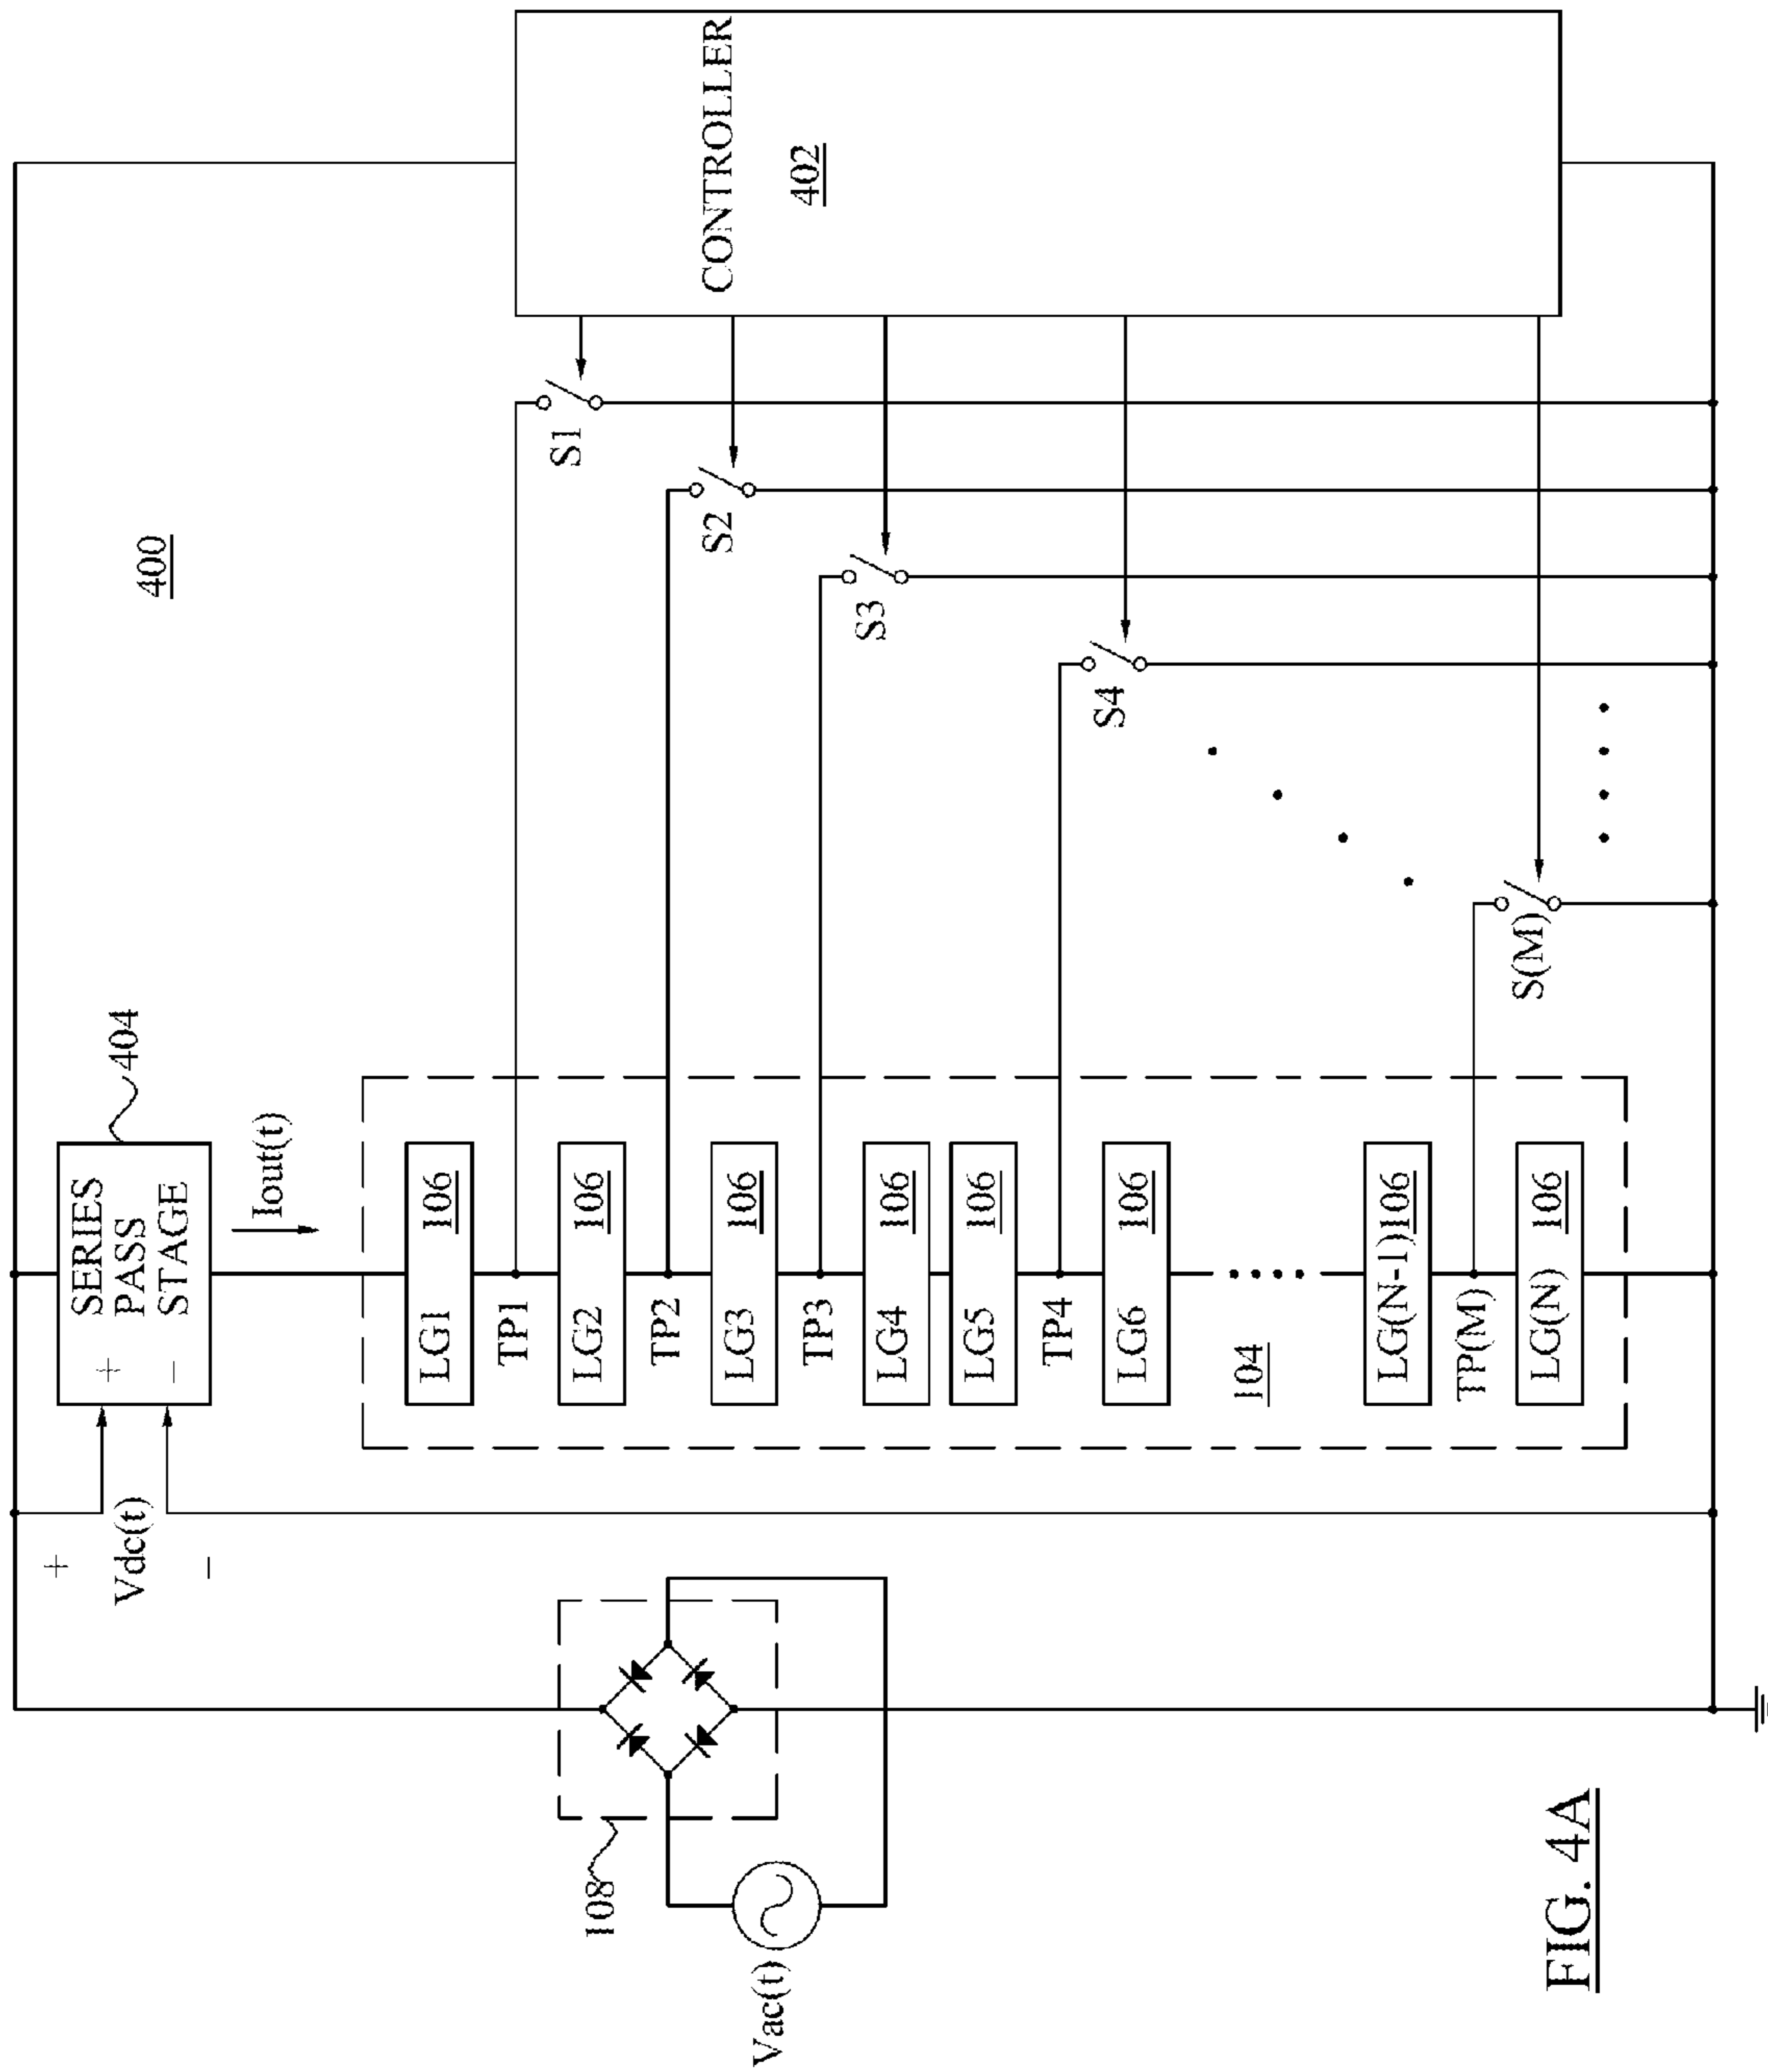 400
SERIES
PASS
STAGE
+
−
404
+
Vdc(t)
−
Iout(t)
CONTROLLER
402
LG1 106
TP1
S1
LG2 106
TP2
S2
LG3 106
TP3
S3
LG4 106
LG5 106
TP4
S4
LG6 106
104
LG(N-1)106
TP(M)
S(M)
LG(N) 106
108
Vac(t)
FIG. 4A